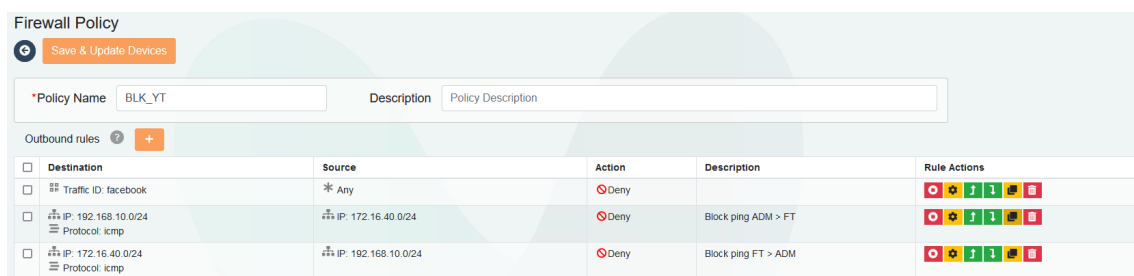 Firewall Policy
Save & Update Devices
*Policy Name BLK_YT Description Policy Description
Outbound rules ? +
Destination Source Action Description Rule Actions
Traffic ID: facebook Any Deny
IP: 192.168.10.0/24 IP: 172.16.40.0/24 Deny Block ping ADM > FT
Protocol: icmp
IP: 172.16.40.0/24 IP: 192.168.10.0/24 Deny Block ping FT > ADM
Protocol: icmp